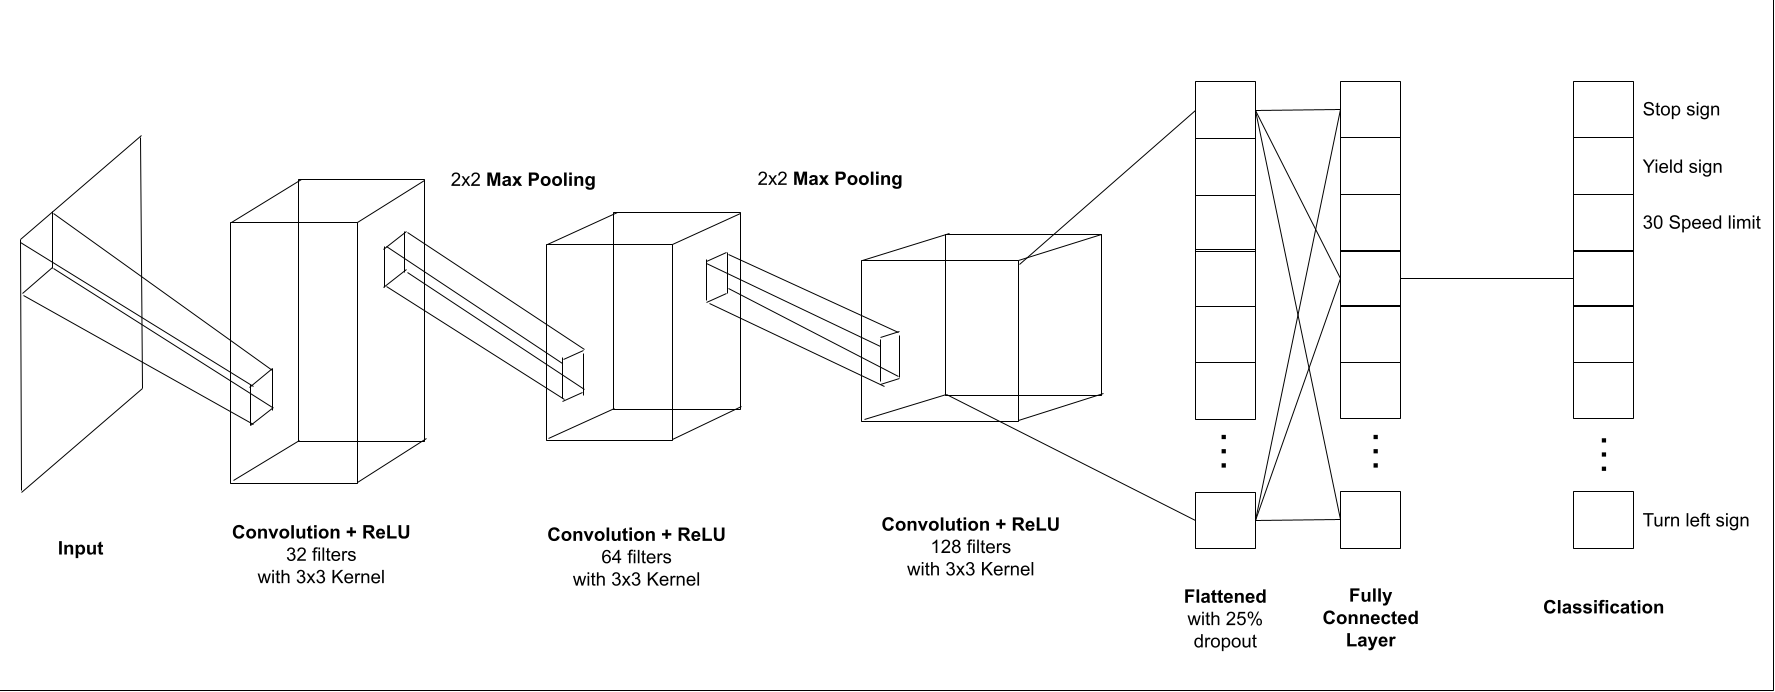 2x2 Max Pooling
2x2 Max Pooling
Stop sign
Yield sign
30 Speed limit
Turn left sign
Input
Convolution + ReLU
32 filters
with 3x3 Kernel
Convolution + ReLU
64 filters
with 3x3 Kernel
Convolution + ReLU
128 filters
with 3x3 Kernel
Flattened
with 25%
dropout
Fully
Connected
Layer
Classification